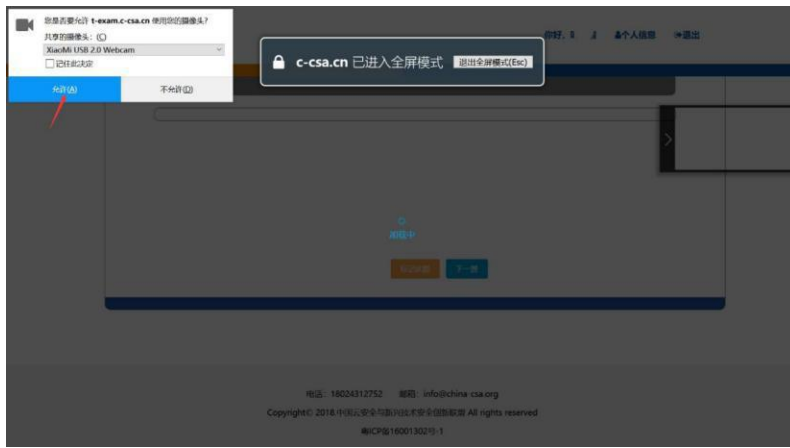 您是否要允许 t-exam.c-csa.cn 使用您的摄像头?
共享的摄像头: (C)
XiaoMi USB 2.0 Webcam
记住此决定
允许(A)
不允许(D)
c-csa.cn 已进入全屏模式 退出全屏模式(Esc)
你好,
个人信息
退出
加载中
下一题
电话: 18024312752 邮箱: info@china-csa.org
Copyright© 2018 中国云安全与新兴技术安全创新联盟 All rights reserved
粤ICP备16001302号-1